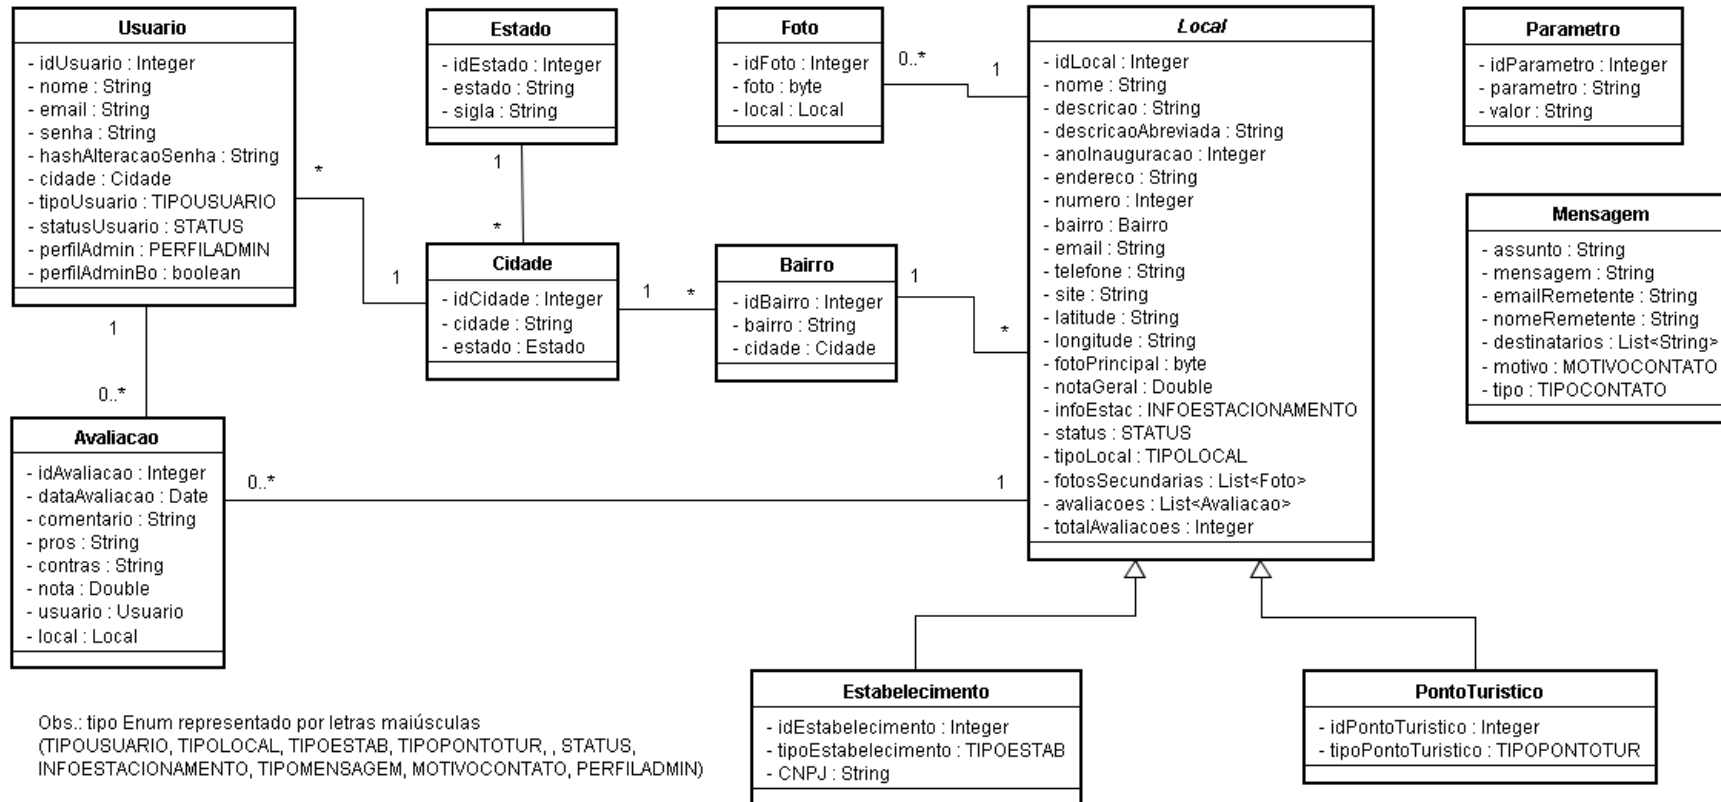 Usuario
- idUsuario : Integer
- nome : String
- email : String
- senha : String
- hashAlteracaoSenha : String
- cidade : Cidade
- tipoUsuario : TIPOUSUARIO
- statusUsuario : STATUS
- perfilAdmin : PERFILADMIN
- perfilAdminBo : boolean
Estado
- idEstado : Integer
- estado : String
- sigla : String
Foto
- idFoto : Integer
- foto : byte
- local : Local
0..*
1
Local
- idLocal : Integer
- nome : String
- descricao : String
- descricaoAbreviada : String
- anoInauguracao : Integer
- endereco : String
- numero : Integer
- bairro : Bairro
- email : String
- telefone : String
- site : String
- latitude : String
- longitude : String
- fotoPrincipal : byte
- notaGeral : Double
- infoEstac : INFOESTACIONAMENTO
- status : STATUS
- tipoLocal : TIPOLOCAL
- fotosSecundarias : List<Foto>
- avaliacoes : List<Avaliacao>
- totalAvaliacoes : Integer
Parametro
- idParametro : Integer
- parametro : String
- valor : String
Mensagem
- assunto : String
- mensagem : String
- emailRemetente : String
- nomeRemetente : String
- destinatarios : List<String>
- motivo : MOTIVOCONTATO
- tipo : TIPOCONTATO
*
1
1
*
Cidade
- idCidade : Integer
- cidade : String
- estado : Estado
1
*
Bairro
- idBairro : Integer
- bairro : String
- cidade : Cidade
1
*
1
0..*
Avaliacao
- idAvaliacao : Integer
- dataAvaliacao : Date
- comentario : String
- pros : String
- contras : String
- nota : Double
- usuario : Usuario
- local : Local
0..*
1
Estabelecimento
- idEstabelecimento : Integer
- tipoEstabelecimento : TIPOESTAB
- CNPJ : String
PontoTuristico
- idPontoTuristico : Integer
- tipoPontoTuristico : TIPOPONTOTUR
Obs.: tipo Enum representado por letras maiúsculas
(TIPOUSUARIO, TIPOLOCAL, TIPOESTAB, TIPOPONTOTUR, , STATUS,
INFOESTACIONAMENTO, TIPOMENSAGEM, MOTIVOCONTATO, PERFILADMIN)